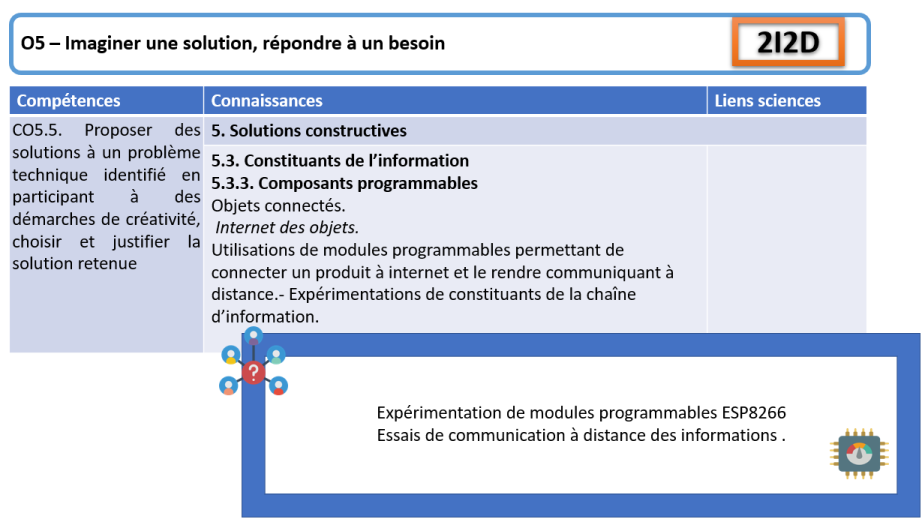 O5 – Imaginer une solution, répondre à un besoin
2I2D
Compétences
Connaissances
Liens sciences
CO5.5. Proposer des
solutions à un problème
technique identifié en
participant à des
démarches de créativité,
choisir et justifier la
solution retenue
5. Solutions constructives
5.3. Constituants de l’information
5.3.3. Composants programmables
Objets connectés.
Internet des objets.
Utilisations de modules programmables permettant de
connecter un produit à internet et le rendre communiquant à
distance.- Expérimentations de constituants de la chaîne
d’information.
?
Expérimentation de modules programmables ESP8266
Essais de communication à distance des informations .